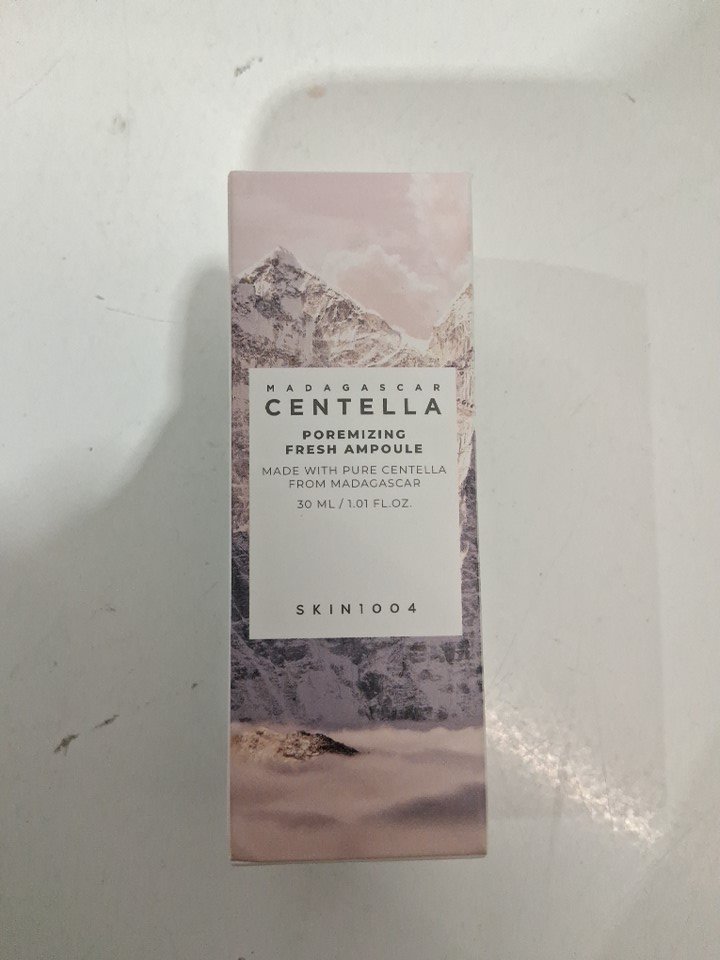 MADAGASCAR
CENTELLA
POREMIZING
FRESH AMPOULE
MADE WITH PURE CENTELLA
FROM MADAGASCAR
30 ML / 1.01 FL.OZ.
SKIN1004